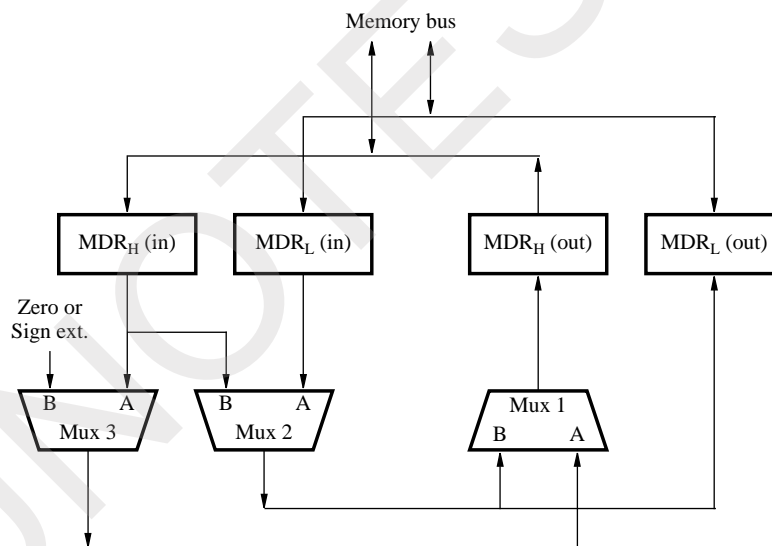 Memory bus
MDRH (in)
MDRL (in)
MDRH (out)
MDRL (out)
Zero or
Sign ext.
B A
Mux 3
B A
Mux 2
Mux 1
B A